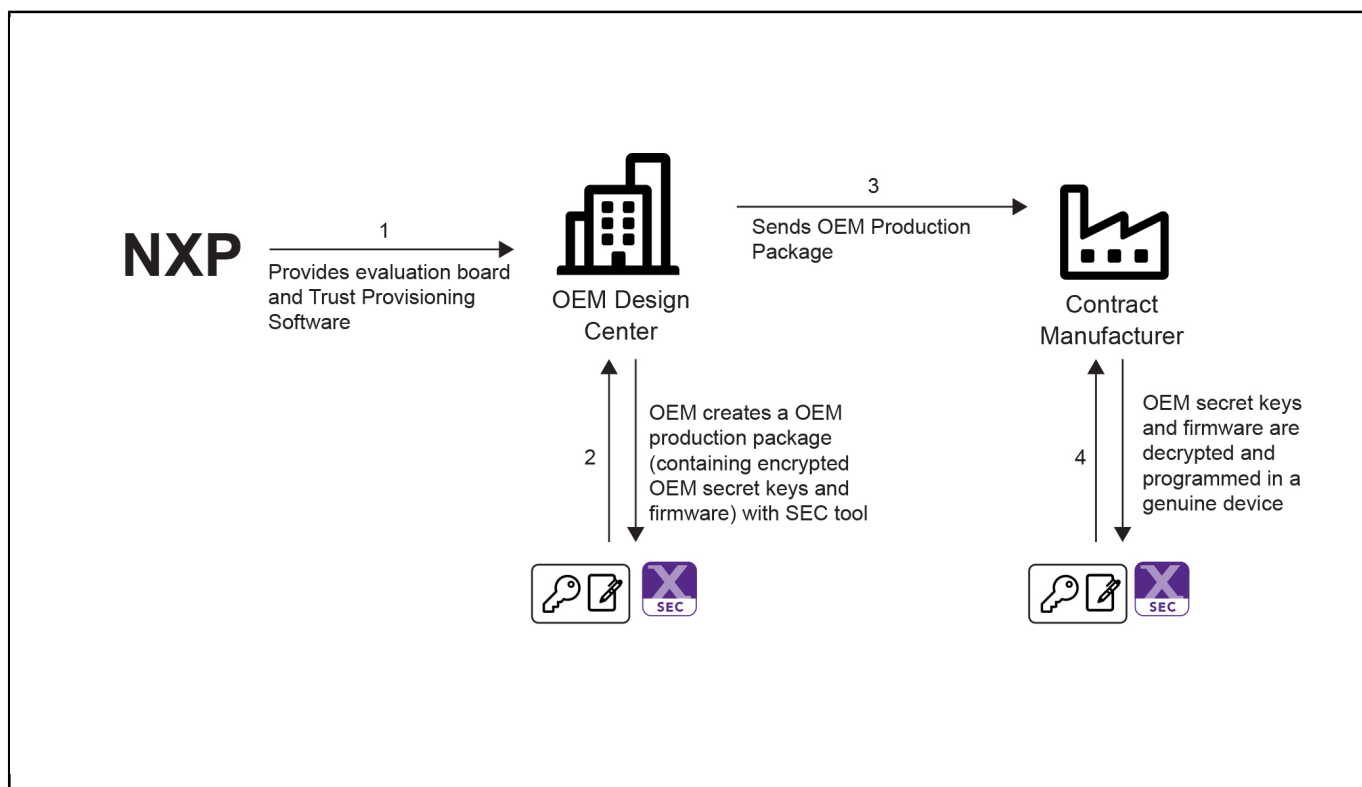 NXP
1
Provides evaluation board
and Trust Provisioning
Software
OEM Design
Center
3
Sends OEM Production
Package
Contract
Manufacturer
2
OEM creates a OEM
production package
(containing encrypted
OEM secret keys and
firmware) with SEC tool
4
OEM secret keys
and firmware are
decrypted and
programmed in a
genuine device
X
SEC
X
SEC